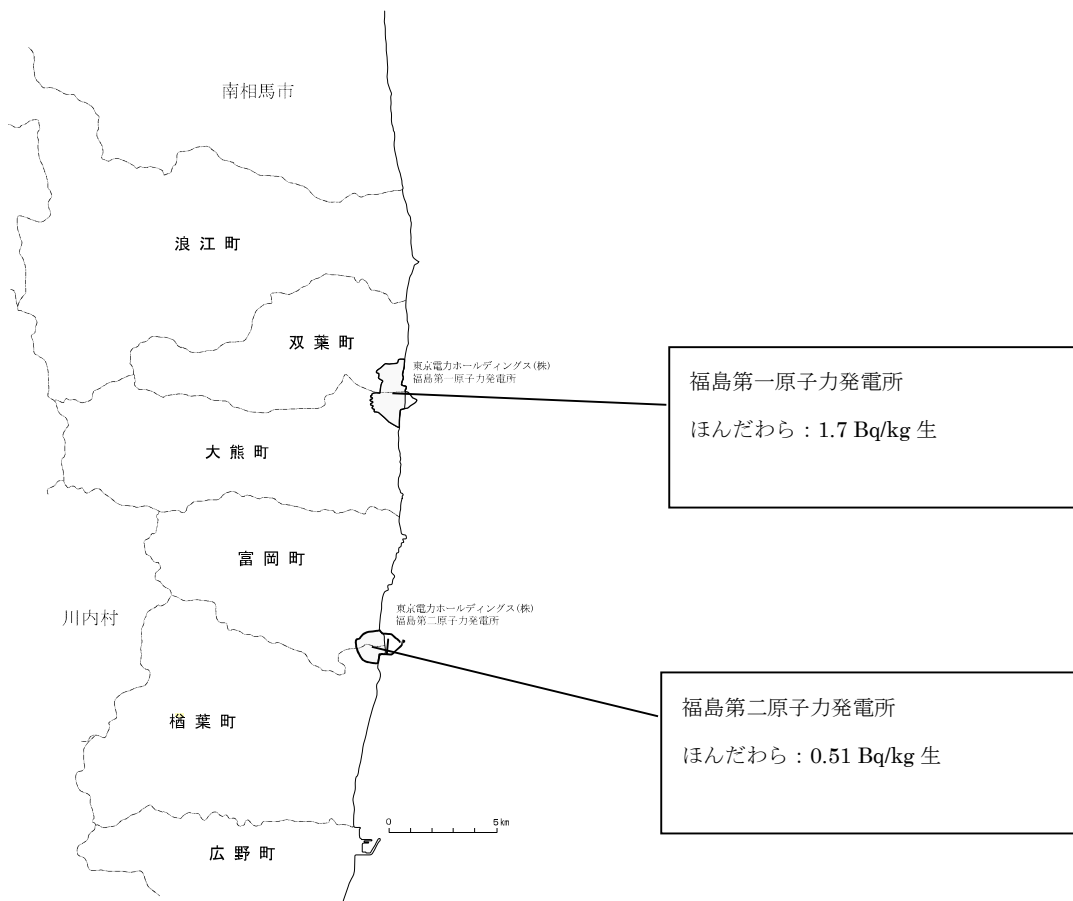 南相馬市
浪江町
双葉町
東京電力ホールディングス(株)
福島第一原子力発電所
福島第一原子力発電所
ほんだわら：1.7 Bq/kg 生
大熊町
富岡町
川内村
東京電力ホールディングス(株)
福島第二原子力発電所
福島第二原子力発電所
ほんだわら：0.51 Bq/kg 生
楢葉町
0 5km
広野町